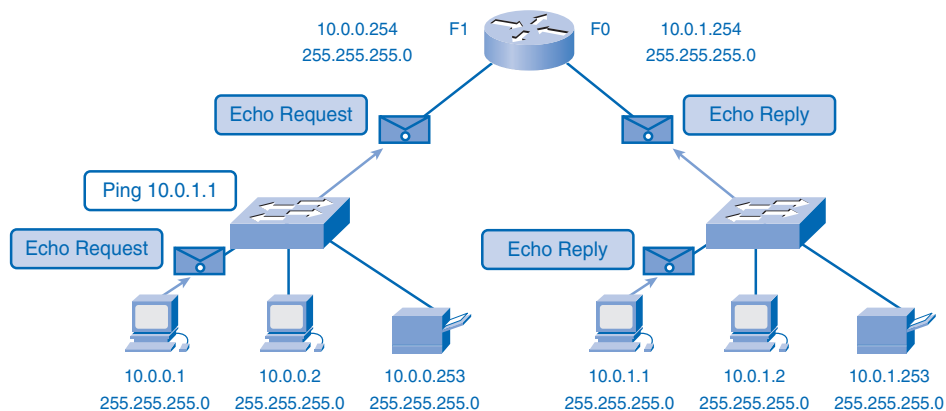 10.0.0.254
255.255.255.0
F1
F0
10.0.1.254
255.255.255.0
Echo Request
Echo Reply
Ping 10.0.1.1
Echo Request
Echo Reply
10.0.0.1
255.255.255.0
10.0.0.2
255.255.255.0
10.0.0.253
255.255.255.0
10.0.1.1
255.255.255.0
10.0.1.2
255.255.255.0
10.0.1.253
255.255.255.0